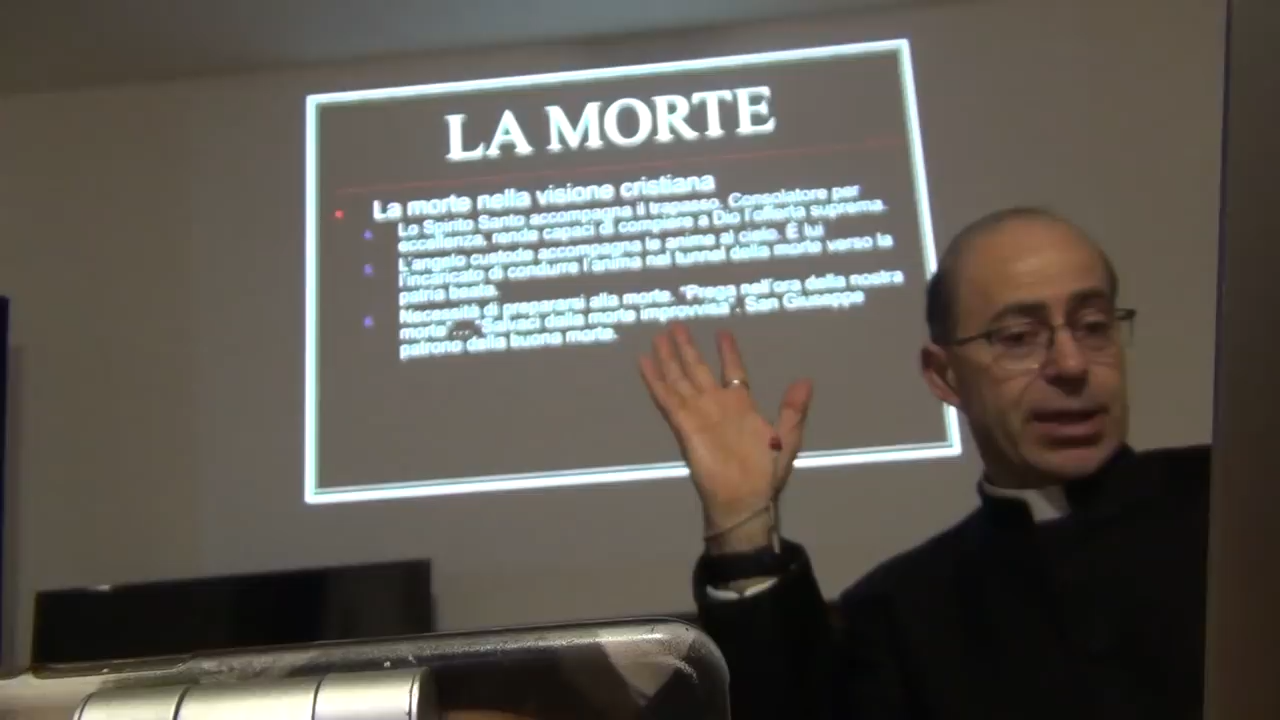 LA MORTE
La morte nella visione cristiana
Lo Spirito Santo accompagna il trapasso. Consolatore per
eccellenza, rende capaci di compiere a Dio l'offerta suprema.
L'angelo custode accompagna le anime al cielo. È lui
l'incaricato di condurre l'anima nel tunnel della morte verso la
patria beata.
Necessità di prepararsi alla morte. "Prega nell'ora della nostra
morte"... "Salvaci dalla morte improvvisa". San Giuseppe
patrono della buona morte.